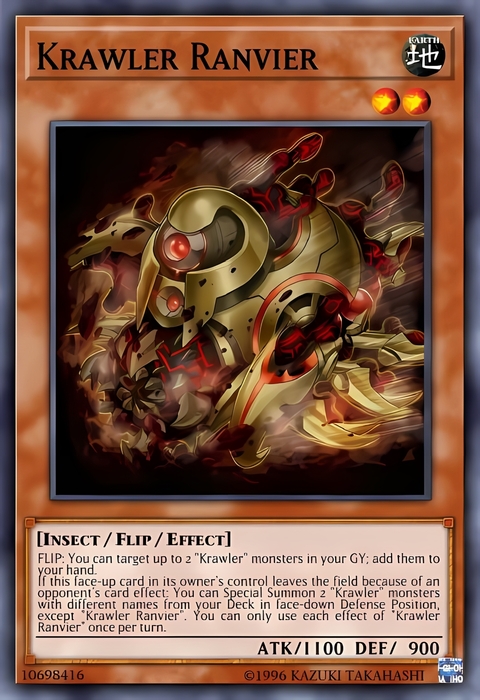 Krawler Ranvier
EARTH
地
[Insect / Flip / Effect]
FLIP: You can target up to 2 "Krawler" monsters in your GY; add them to
your hand.
If this face-up card in its owner's control leaves the field because of an
opponent's card effect: You can Special Summon 2 "Krawler" monsters
with different names from your Deck in face-down Defense Position,
except "Krawler Ranvier". You can only use each effect of "Krawler
Ranvier" once per turn.
ATK/1100 DEF/ 900
10698416
©1996 KAZUKI TAKAHASHI